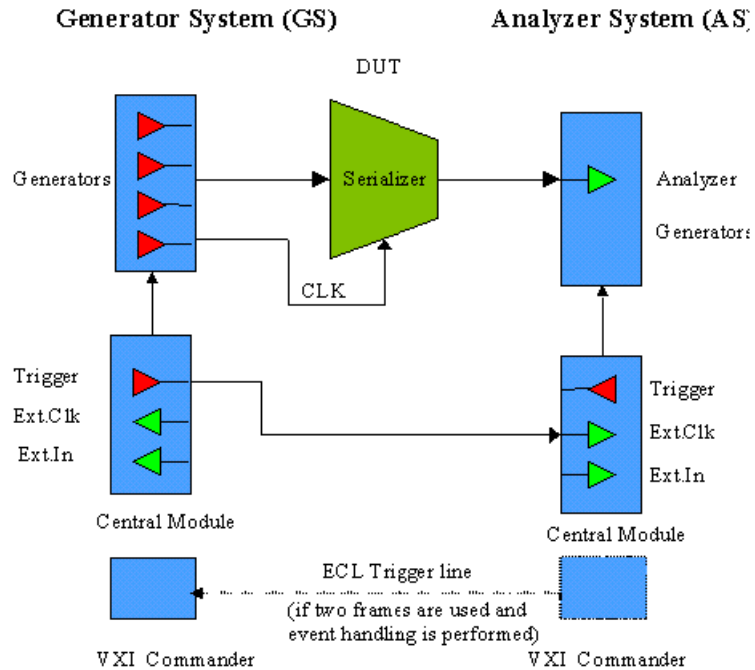 Generator System (GS)
Analyzer System (AS)
DUT
Generators
Serializer
Analyzer
Generators
CLK
Trigger
Ext.Clk
Ext.In
Trigger
Ext.Clk
Ext.In
Central Module
Central Module
ECL Trigger line
(if two frames are used and
event handling is performed)
VXI Commander
VXI Commander